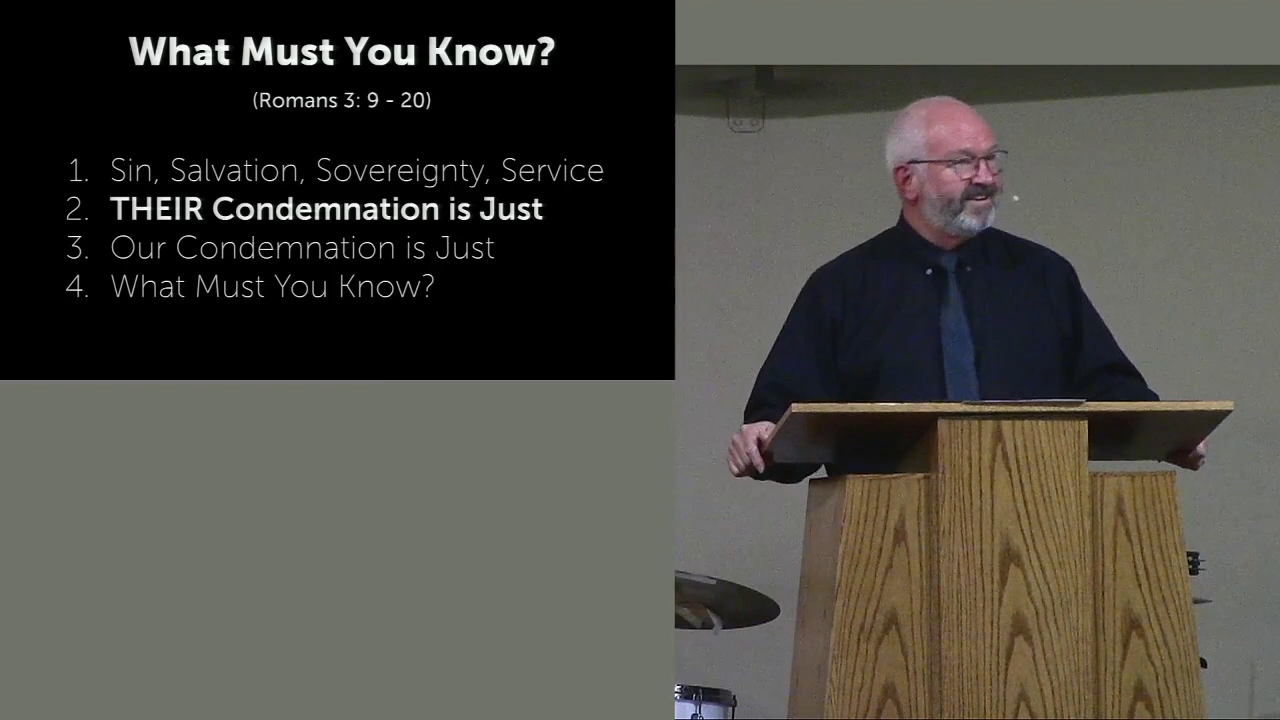 What Must You Know?
(Romans 3: 9 - 20)
1. Sin, Salvation, Sovereignty, Service
2. THEIR Condemnation is Just
3. Our Condemnation is Just
4. What Must You Know?